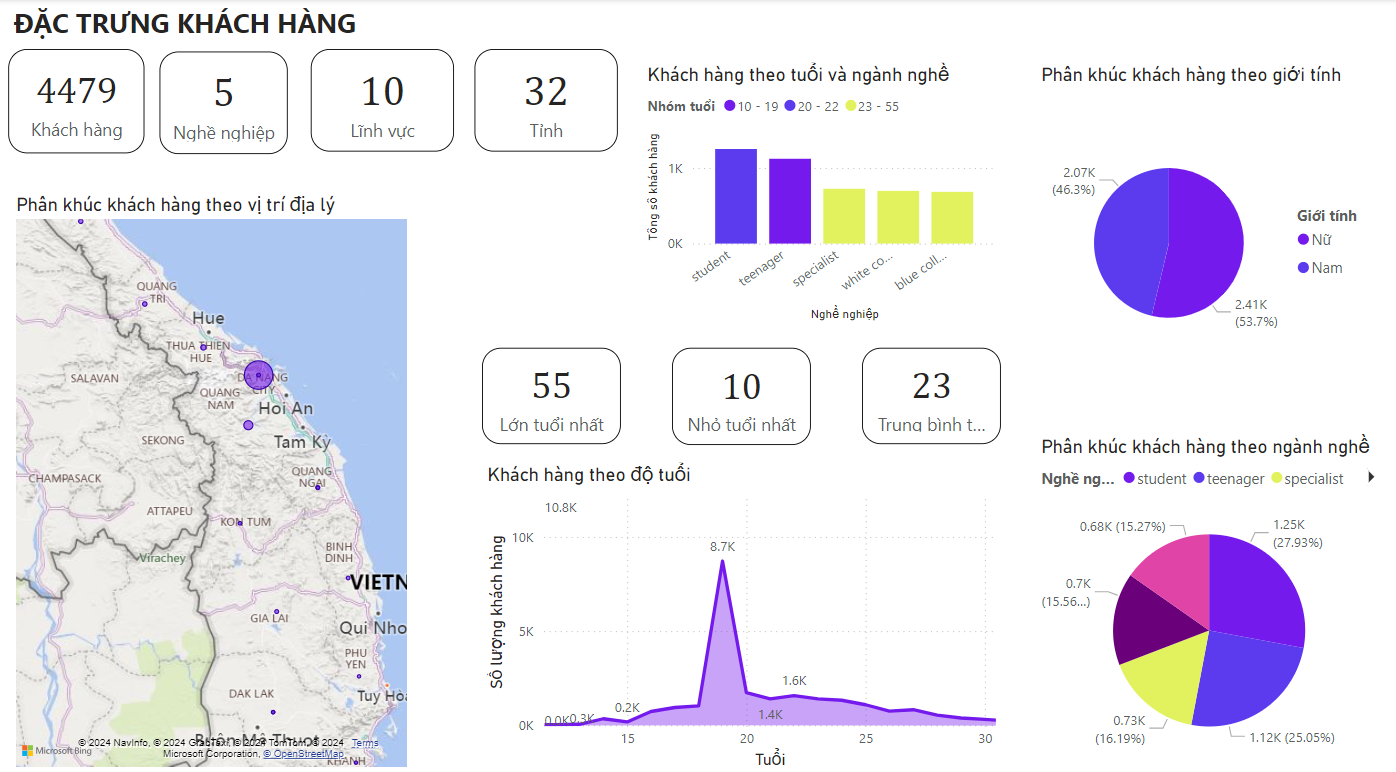 ĐẶC TRƯNG KHÁCH HÀNG
4479
Khách hàng
5
Nghề nghiệp
10
Lĩnh vực
32
Tỉnh
Khách hàng theo tuổi và ngành nghề
Nhóm tuổi 10 - 19 20 - 22 23 - 55
Tổng số khách hàng
1K
0K
student
teenager
specialist
white co...
blue coll...
Nghề nghiệp
Phân khúc khách hàng theo giới tính
2.07K
(46.3%)
2.41K
(53.7%)
Giới tính
Nữ
Nam
Phân khúc khách hàng theo vị trí địa lý
QUANG
TRI
Hue
THUA THIEN
HUE
SALAVAN
DA NANG
CITY
QUANG
NAM
Hoi An
Tam Kỳ
SEKONG
CHAMPASACK
QUANG
NGAI
ATTAPEU
KON TUM
Virachey
BINH
DINH
VIETN
GIA LAI
Qui Nho
PHU
YEN
DAK LAK
Tuy Hòa
Buôn Ma Thuot
KHANH
Microsoft Bing
© 2024 NavInfo, © 2024 GrabTaxi, © 2024 TomTom, © 2024
Microsoft Corporation, © OpenStreetMap
Terms
55
Lớn tuổi nhất
10
Nhỏ tuổi nhất
23
Trung bình t...
Khách hàng theo độ tuổi
Số lượng khách hàng
10.8K
10K
5K
0K
0.0K
0.3K
0.2K
8.7K
1.4K
1.6K
15
20
25
30
Tuổi
Phân khúc khách hàng theo ngành nghề
Nghề ng... student teenager specialist
0.68K (15.27%)
1.25K
(27.93%)
0.7K
(15.56...)
0.73K
(16.19%)
1.12K (25.05%)